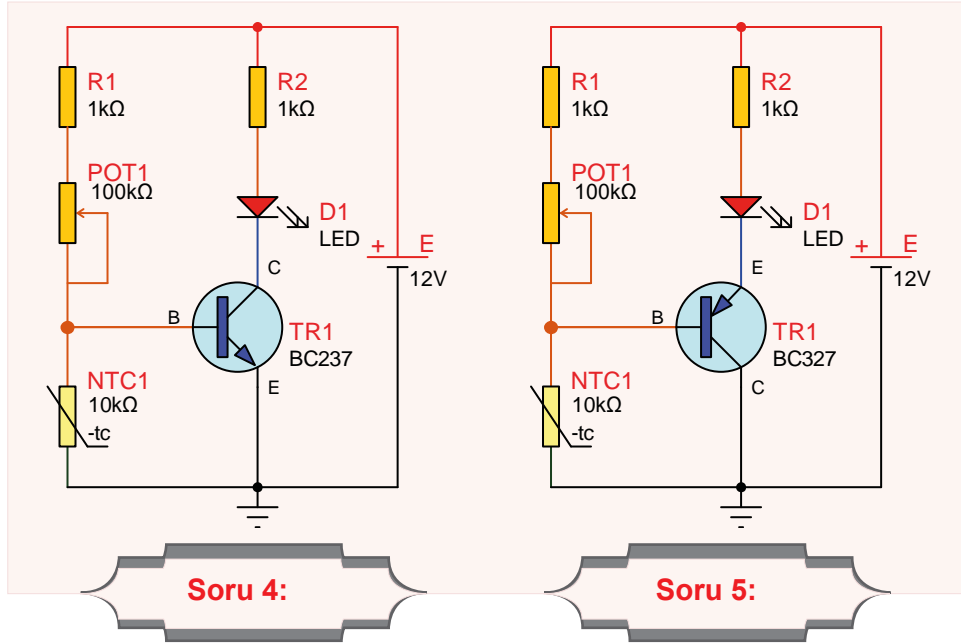 R1
1kΩ
POT1
100kΩ
NTC1
10kΩ
-tc
R2
1kΩ
D1
LED
C
B
E
TR1
BC237
+ E
12V
Soru 4:
R1
1kΩ
POT1
100kΩ
NTC1
10kΩ
-tc
R2
1kΩ
D1
LED
E
B
C
TR1
BC327
+ E
12V
Soru 5: